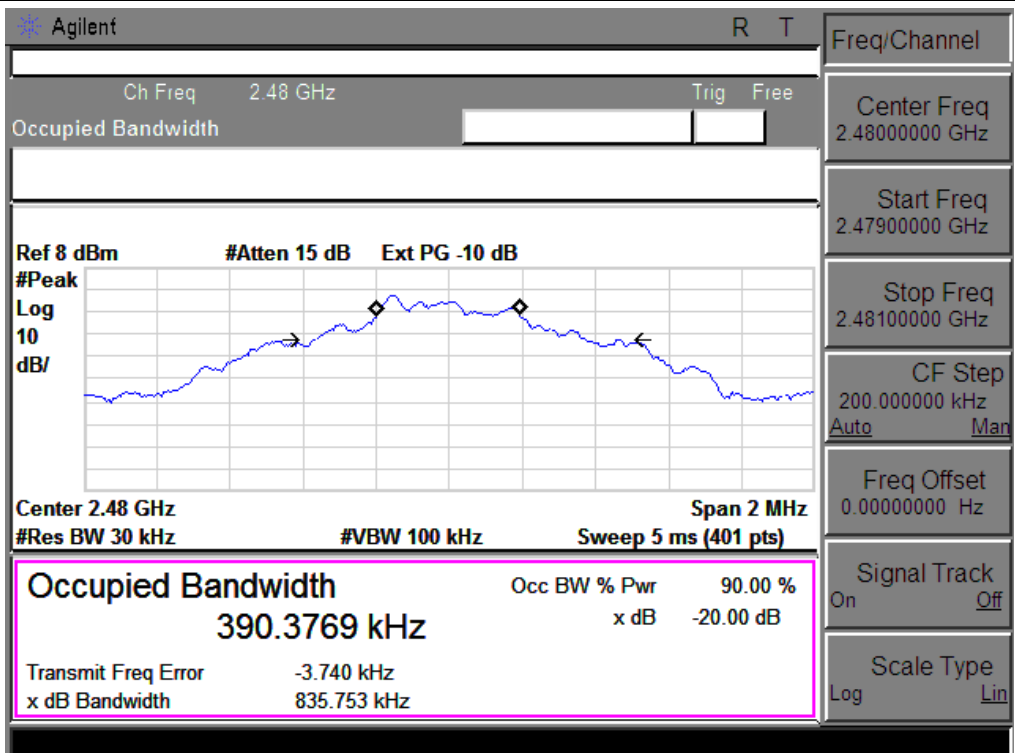 Agilent R T
Ch Freq 2.48 GHz Trig Free
Occupied Bandwidth
Ref 8 dBm #Atten 15 dB Ext PG -10 dB
#Peak
Log
10
dB/
Center 2.48 GHz Span 2 MHz
#Res BW 30 kHz #VBW 100 kHz Sweep 5 ms (401 pts)
Occupied Bandwidth
390.3769 kHz
Occ BW % Pwr 90.00 %
x dB -20.00 dB
Transmit Freq Error -3.740 kHz
x dB Bandwidth 835.753 kHz
Freq/Channel
Center Freq
2.48000000 GHz
Start Freq
2.47900000 GHz
Stop Freq
2.48100000 GHz
CF Step
200.000000 kHz
Auto Man
Freq Offset
0.00000000 Hz
Signal Track
On Off
Scale Type
Log Lin